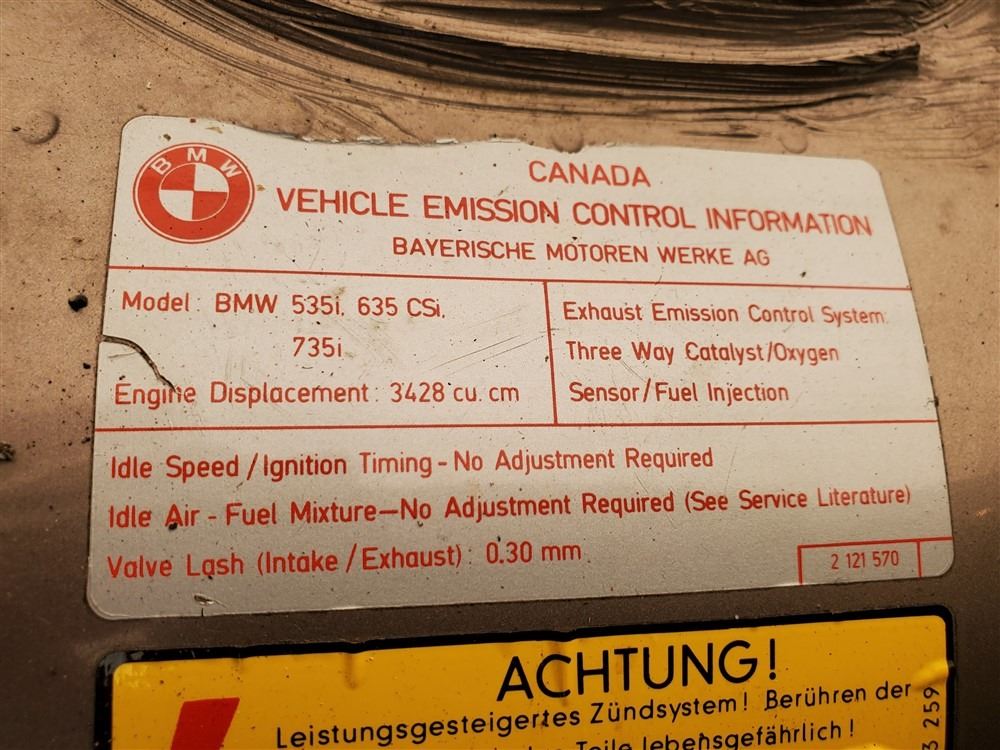 BMW
CANADA
VEHICLE EMISSION CONTROL INFORMATION
BAYERISCHE MOTOREN WERKE AG
Model: BMW 535i, 635 CSi,
735i
Engine Displacement: 3428 cu. cm
Exhaust Emission Control System:
Three Way Catalyst/Oxygen
Sensor/Fuel Injection
Idle Speed/Ignition Timing - No Adjustment Required
Idle Air - Fuel Mixture—No Adjustment Required (See Service Literature)
Valve Lash (Intake/Exhaust): 0.30 mm
2 121 570
ACHTUNG!
Leistungsgesteigertes Zündsystem! Berühren der
Teile lebensgefährlich!
259